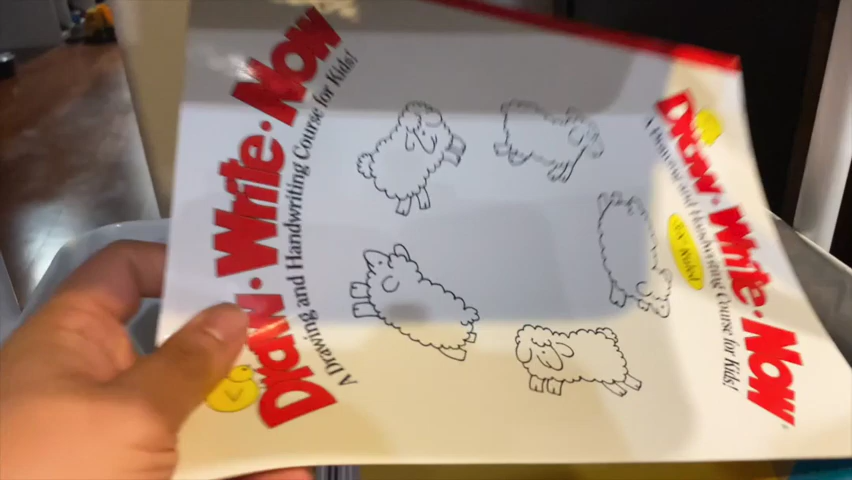 Draw·Write·Now
A Drawing and Handwriting Course for Kids!
Draw·Write·Now®
A Drawing and Handwriting Course for Kids!